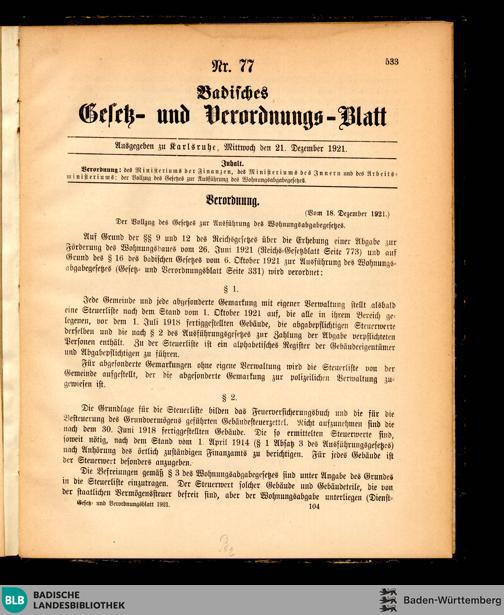 533
Nr. 77
Badisches
Gesetz- und Verordnungs-Blatt
Ausgegeben zu Karlsruhe, Mittwoch den 21. Dezember 1921.
Inhalt.
Verordnung: des Ministeriums der Finanzen, des Ministeriums des Innern und des Arbeits-
ministeriums: der Vollzug des Gesetzes zur Ausführung des Wohnungsabgabegesetzes.
Verordnung.
(Vom 18. Dezember 1921.)
Der Vollzug des Gesetzes zur Ausführung des Wohnungsabgabegesetzes.
Auf Grund der §§ 9 und 12 des Reichsgesetzes über die Erhebung einer Abgabe zur
Förderung des Wohnungsbaues vom 26. Juni 1921 (Reichs-Gesetzblatt Seite 773) und auf
Grund des § 16 des badischen Gesetzes vom 6. Oktober 1921 zur Ausführung des Wohnungs-
abgabegesetzes (Gesetz- und Verordnungsblatt Seite 331) wird verordnet:
§ 1.
Jede Gemeinde und jede abgesonderte Gemarkung mit eigener Verwaltung stellt alsbald
eine Steuerliste nach dem Stand vom 1. Oktober 1921 auf, die alle in ihrem Bereich ge-
legenen, vor dem 1. Juli 1918 fertiggestellten Gebäude, die abgabepflichtigen Steuerwerte
derselben und die nach § 2 des Ausführungsgesetzes zur Zahlung der Abgabe verpflichteten
Personen enthält. Zu der Steuerliste ist ein alphabetisches Register der Gebäudeeigentümer
und Abgabepflichtigen zu führen.
Für abgesonderte Gemarkungen ohne eigene Verwaltung wird die Steuerliste von der
Gemeinde aufgestellt, der die abgesonderte Gemarkung zur polizeilichen Verwaltung zu-
gewiesen ist.
§ 2.
Die Grundlage für die Steuerliste bilden das Feuerversicherungsbuch und die für die
Besteuerung des Grundvermögens geführten Gebäudesteuerzettel. Nicht aufzunehmen sind die
nach dem 30. Juni 1918 fertiggestellten Gebäude. Die so ermittelten Steuerwerte sind,
soweit nötig, nach dem Stand vom 1. April 1914 (§ 1 Absatz 3 des Ausführungsgesetzes)
nach Anhörung des örtlich zuständigen Finanzamts zu berichtigen. Für jedes Gebäude ist
der Steuerwert besonders anzugeben.
Die Befreiungen gemäß § 3 des Wohnungsabgabegesetzes sind unter Angabe des Grundes
in die Steuerliste einzutragen. Der Steuerwert solcher Gebäude und Gebäudeteile, die von
der staatlichen Vermögenssteuer befreit sind, aber der Wohnungsabgabe unterliegen (Dienst-
Gesetz- und Verordnungsblatt 1921.
104
BLB
BADISCHE
LANDESBIBLIOTHEK
Baden-Württemberg